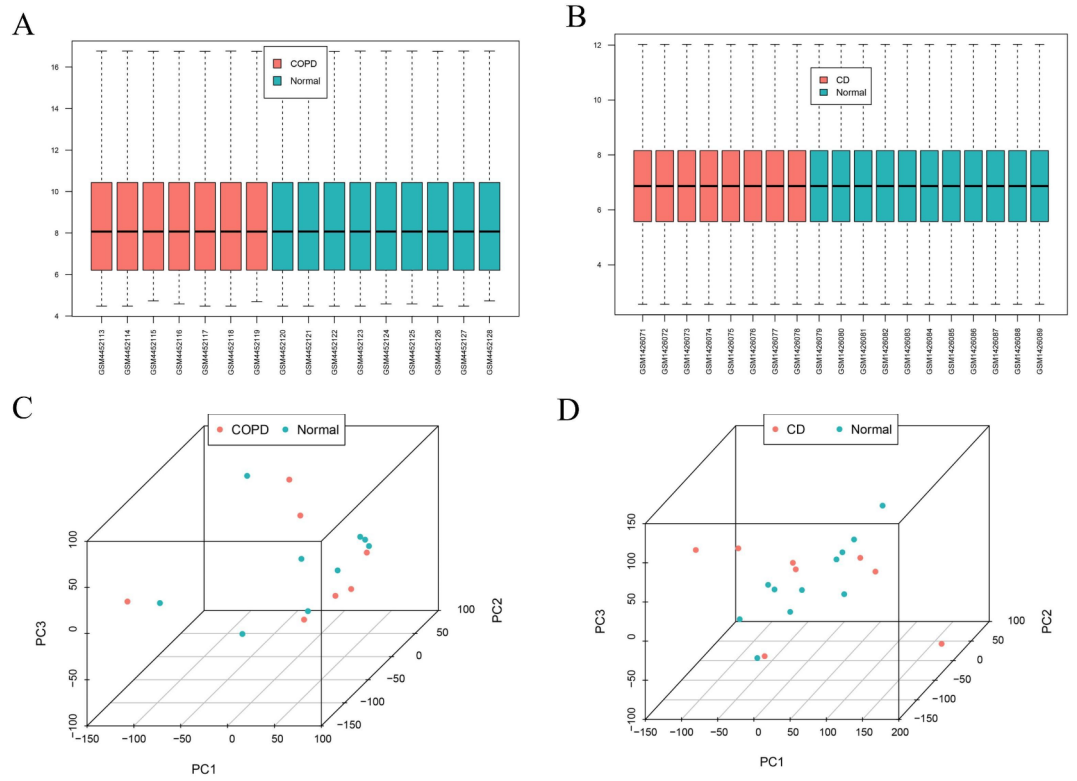 A
COPD
Normal
16
14
12
10
8
6
4
GSM4452113
GSM4452114
GSM4452115
GSM4452116
GSM4452117
GSM4452118
GSM4452119
GSM4452120
GSM4452121
GSM4452122
GSM4452123
GSM4452124
GSM4452125
GSM4452126
GSM4452127
GSM4452128
B
CD
Normal
12
10
8
6
4
GSM1426071
GSM1426072
GSM1426073
GSM1426074
GSM1426075
GSM1426076
GSM1426077
GSM1426078
GSM1426079
GSM1426080
GSM1426081
GSM1426082
GSM1426083
GSM1426084
GSM1426085
GSM1426086
GSM1426087
GSM1426088
GSM1426089
C
COPD Normal
PC3
100
50
0
−50
−100
−150 −100 −50 0 50 100
PC1
100
50
0
−50
−100
−150
PC2
D
CD Normal
PC3
150
100
50
0
−50
−100
−150 −100 −50 0 50 100 150 200
PC1
100
50
0
−50
−100
−150
PC2